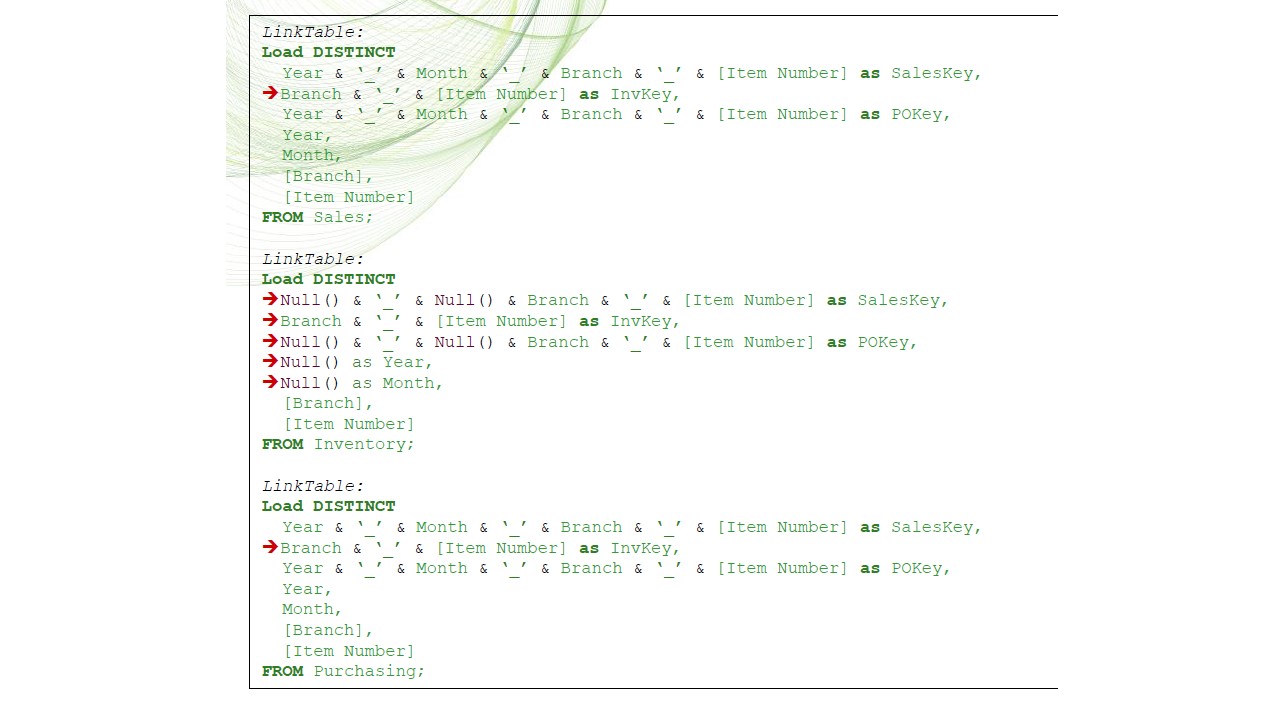 LinkTable:
Load DISTINCT
Year & ‘_’ & Month & ‘_’ & Branch & ‘_’ & [Item Number] as SalesKey,
➔Branch & ‘_’ & [Item Number] as InvKey,
Year & ‘_’ & Month & ‘_’ & Branch & ‘_’ & [Item Number] as POKey,
Year,
Month,
[Branch],
[Item Number]
FROM Sales;
LinkTable:
Load DISTINCT
➔Null() & ‘_’ & Null() & Branch & ‘_’ & [Item Number] as SalesKey,
➔Branch & ‘_’ & [Item Number] as InvKey,
➔Null() & ‘_’ & Null() & Branch & ‘_’ & [Item Number] as POKey,
➔Null() as Year,
➔Null() as Month,
[Branch],
[Item Number]
FROM Inventory;
LinkTable:
Load DISTINCT
Year & ‘_’ & Month & ‘_’ & Branch & ‘_’ & [Item Number] as SalesKey,
➔Branch & ‘_’ & [Item Number] as InvKey,
Year & ‘_’ & Month & ‘_’ & Branch & ‘_’ & [Item Number] as POKey,
Year,
Month,
[Branch],
[Item Number]
FROM Purchasing;